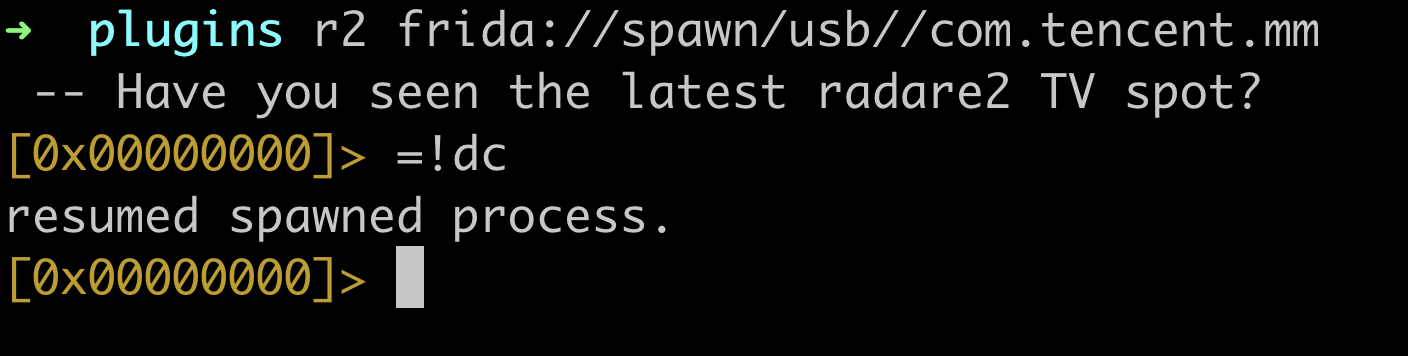 ➜  plugins r2 frida://spawn/usb//com.tencent.mm
 -- Have you seen the latest radare2 TV spot?
[0x00000000]> =!dc
resumed spawned process.
[0x00000000]>